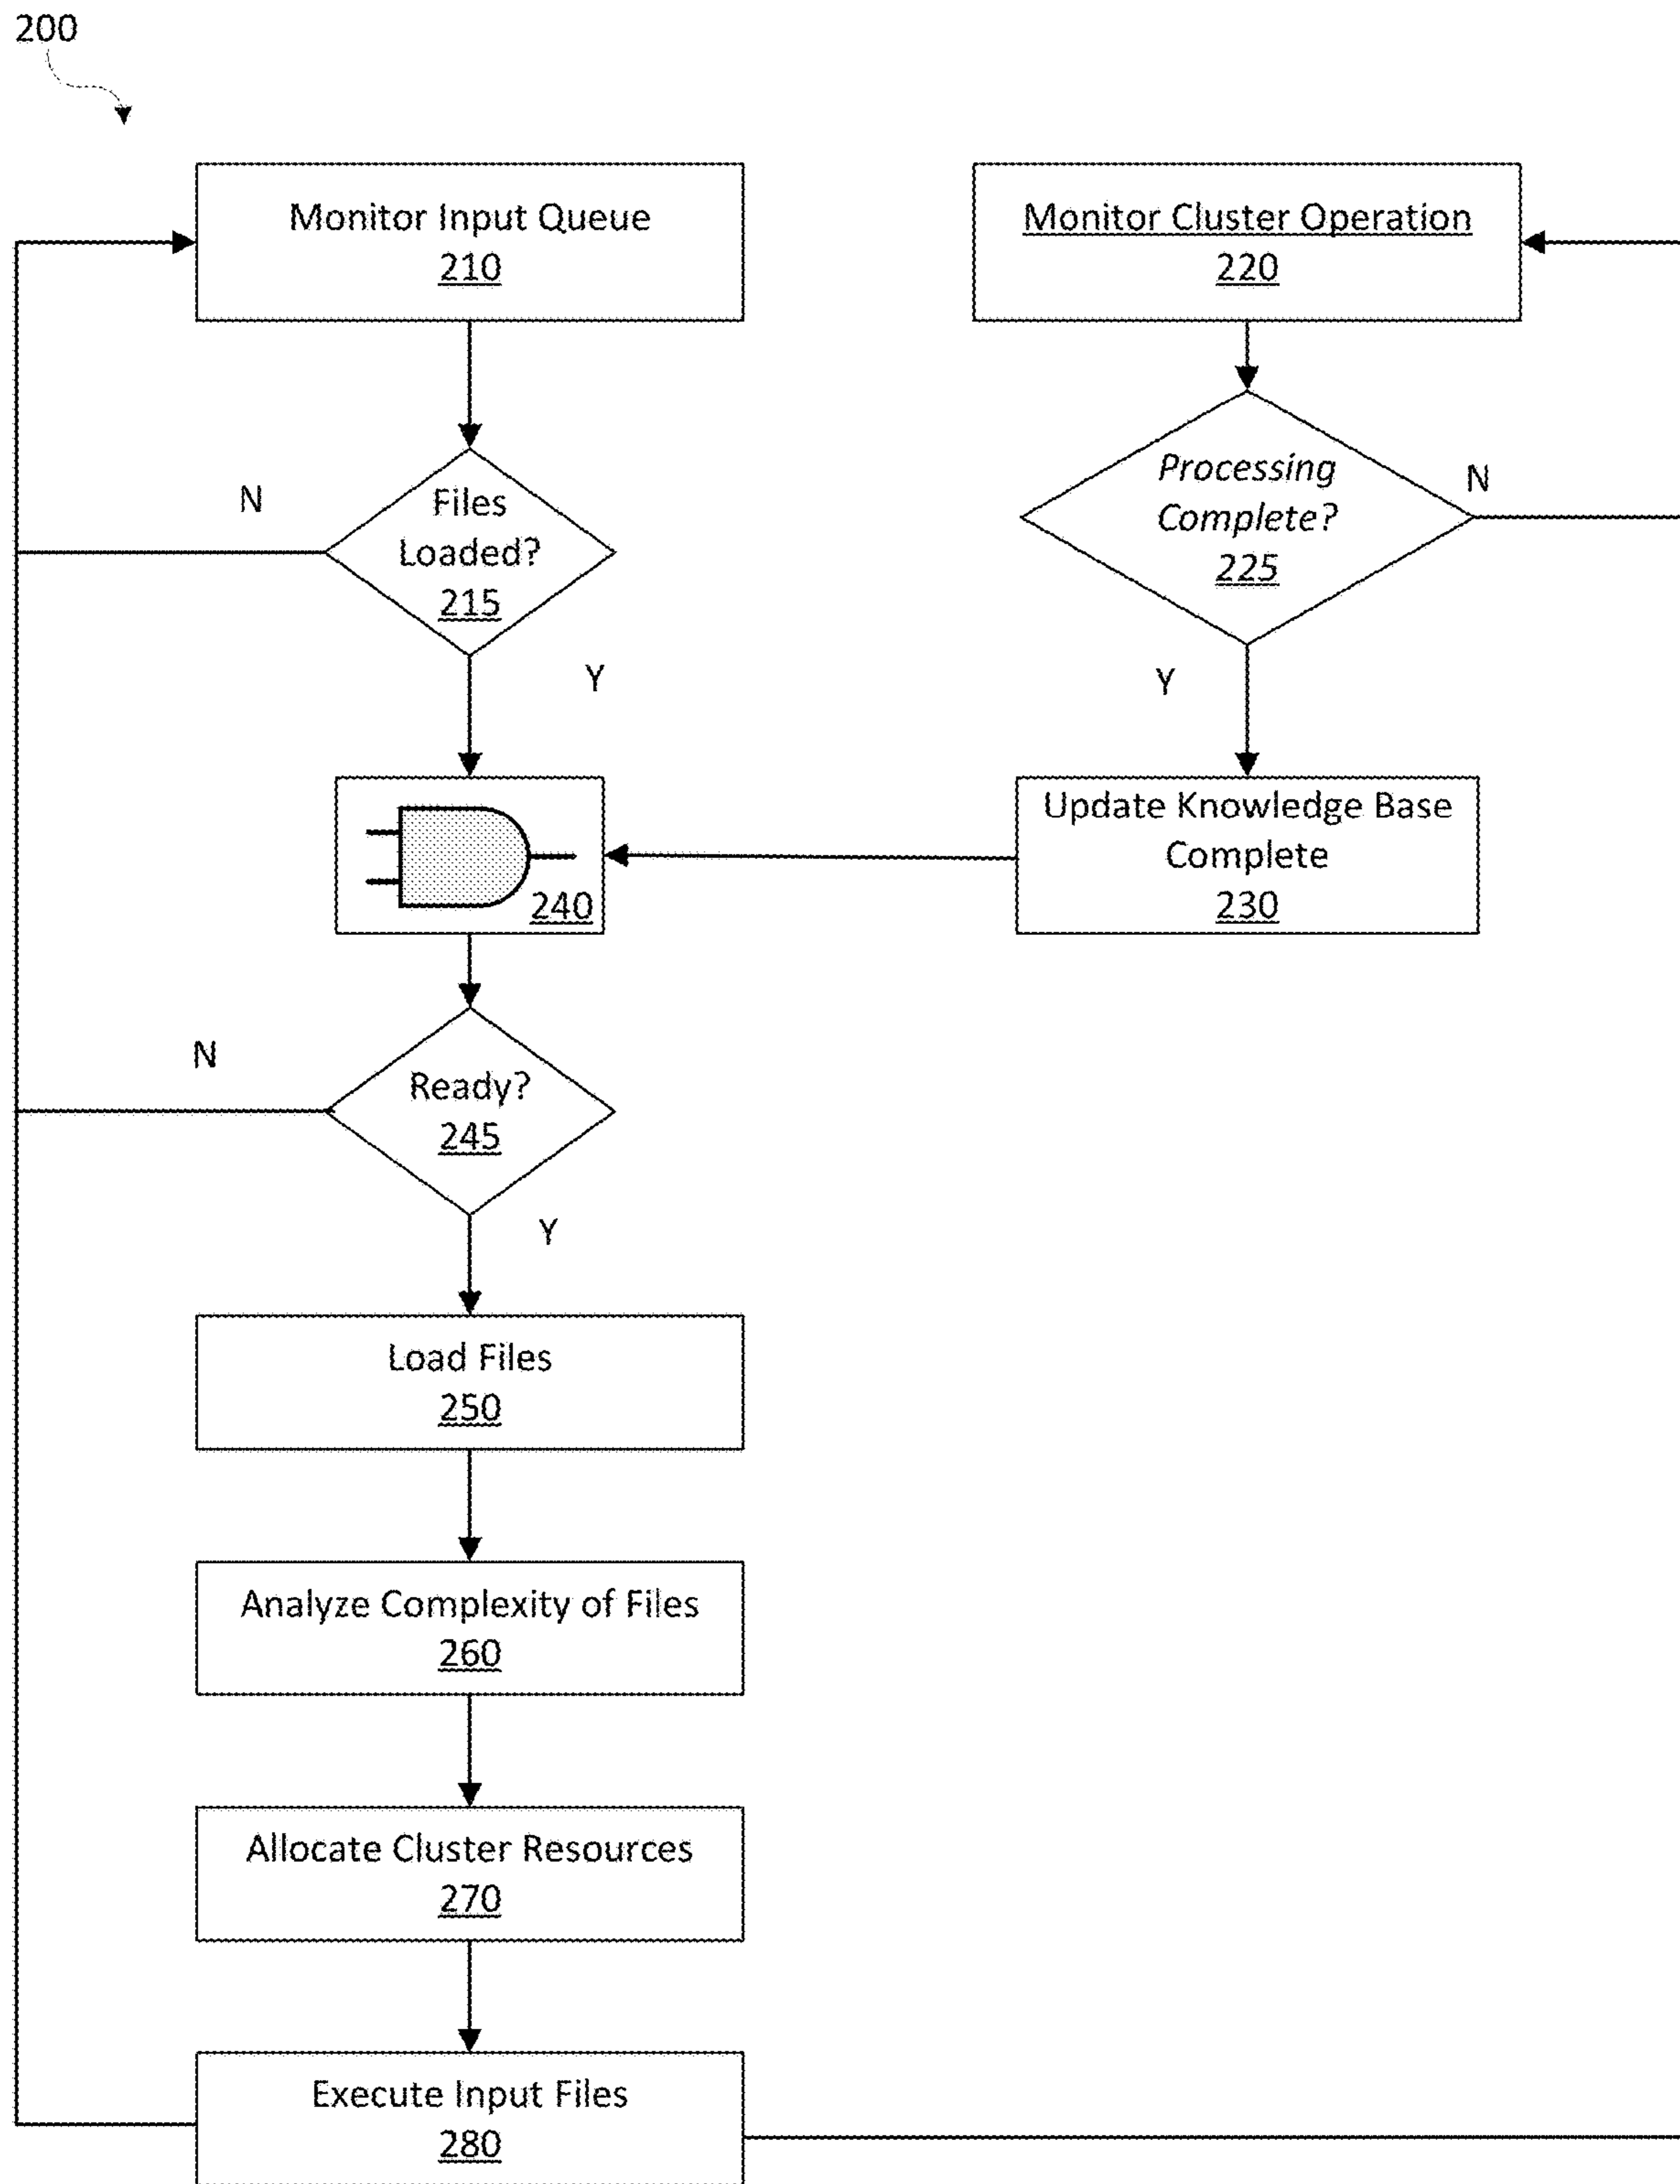 200
Monitor Input Queue
210
Monitor Cluster Operation
220
Files
Loaded?
215
N
Y
Processing
Complete?
225
N
Y
240
Update Knowledge Base
Complete
230
Ready?
245
N
Y
Load Files
250
Analyze Complexity of Files
260
Allocate Cluster Resources
270
Execute Input Files
280